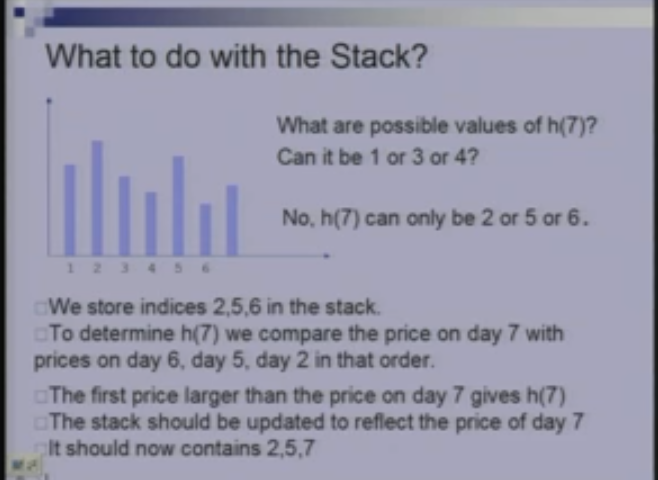 What to do with the Stack?
What are possible values of h(7)?
Can it be 1 or 3 or 4?
No, h(7) can only be 2 or 5 or 6.
1 2 3 4 5 6
We store indices 2,5,6 in the stack.
To determine h(7) we compare the price on day 7 with
prices on day 6, day 5, day 2 in that order.
The first price larger than the price on day 7 gives h(7)
The stack should be updated to reflect the price of day 7
It should now contains 2,5,7